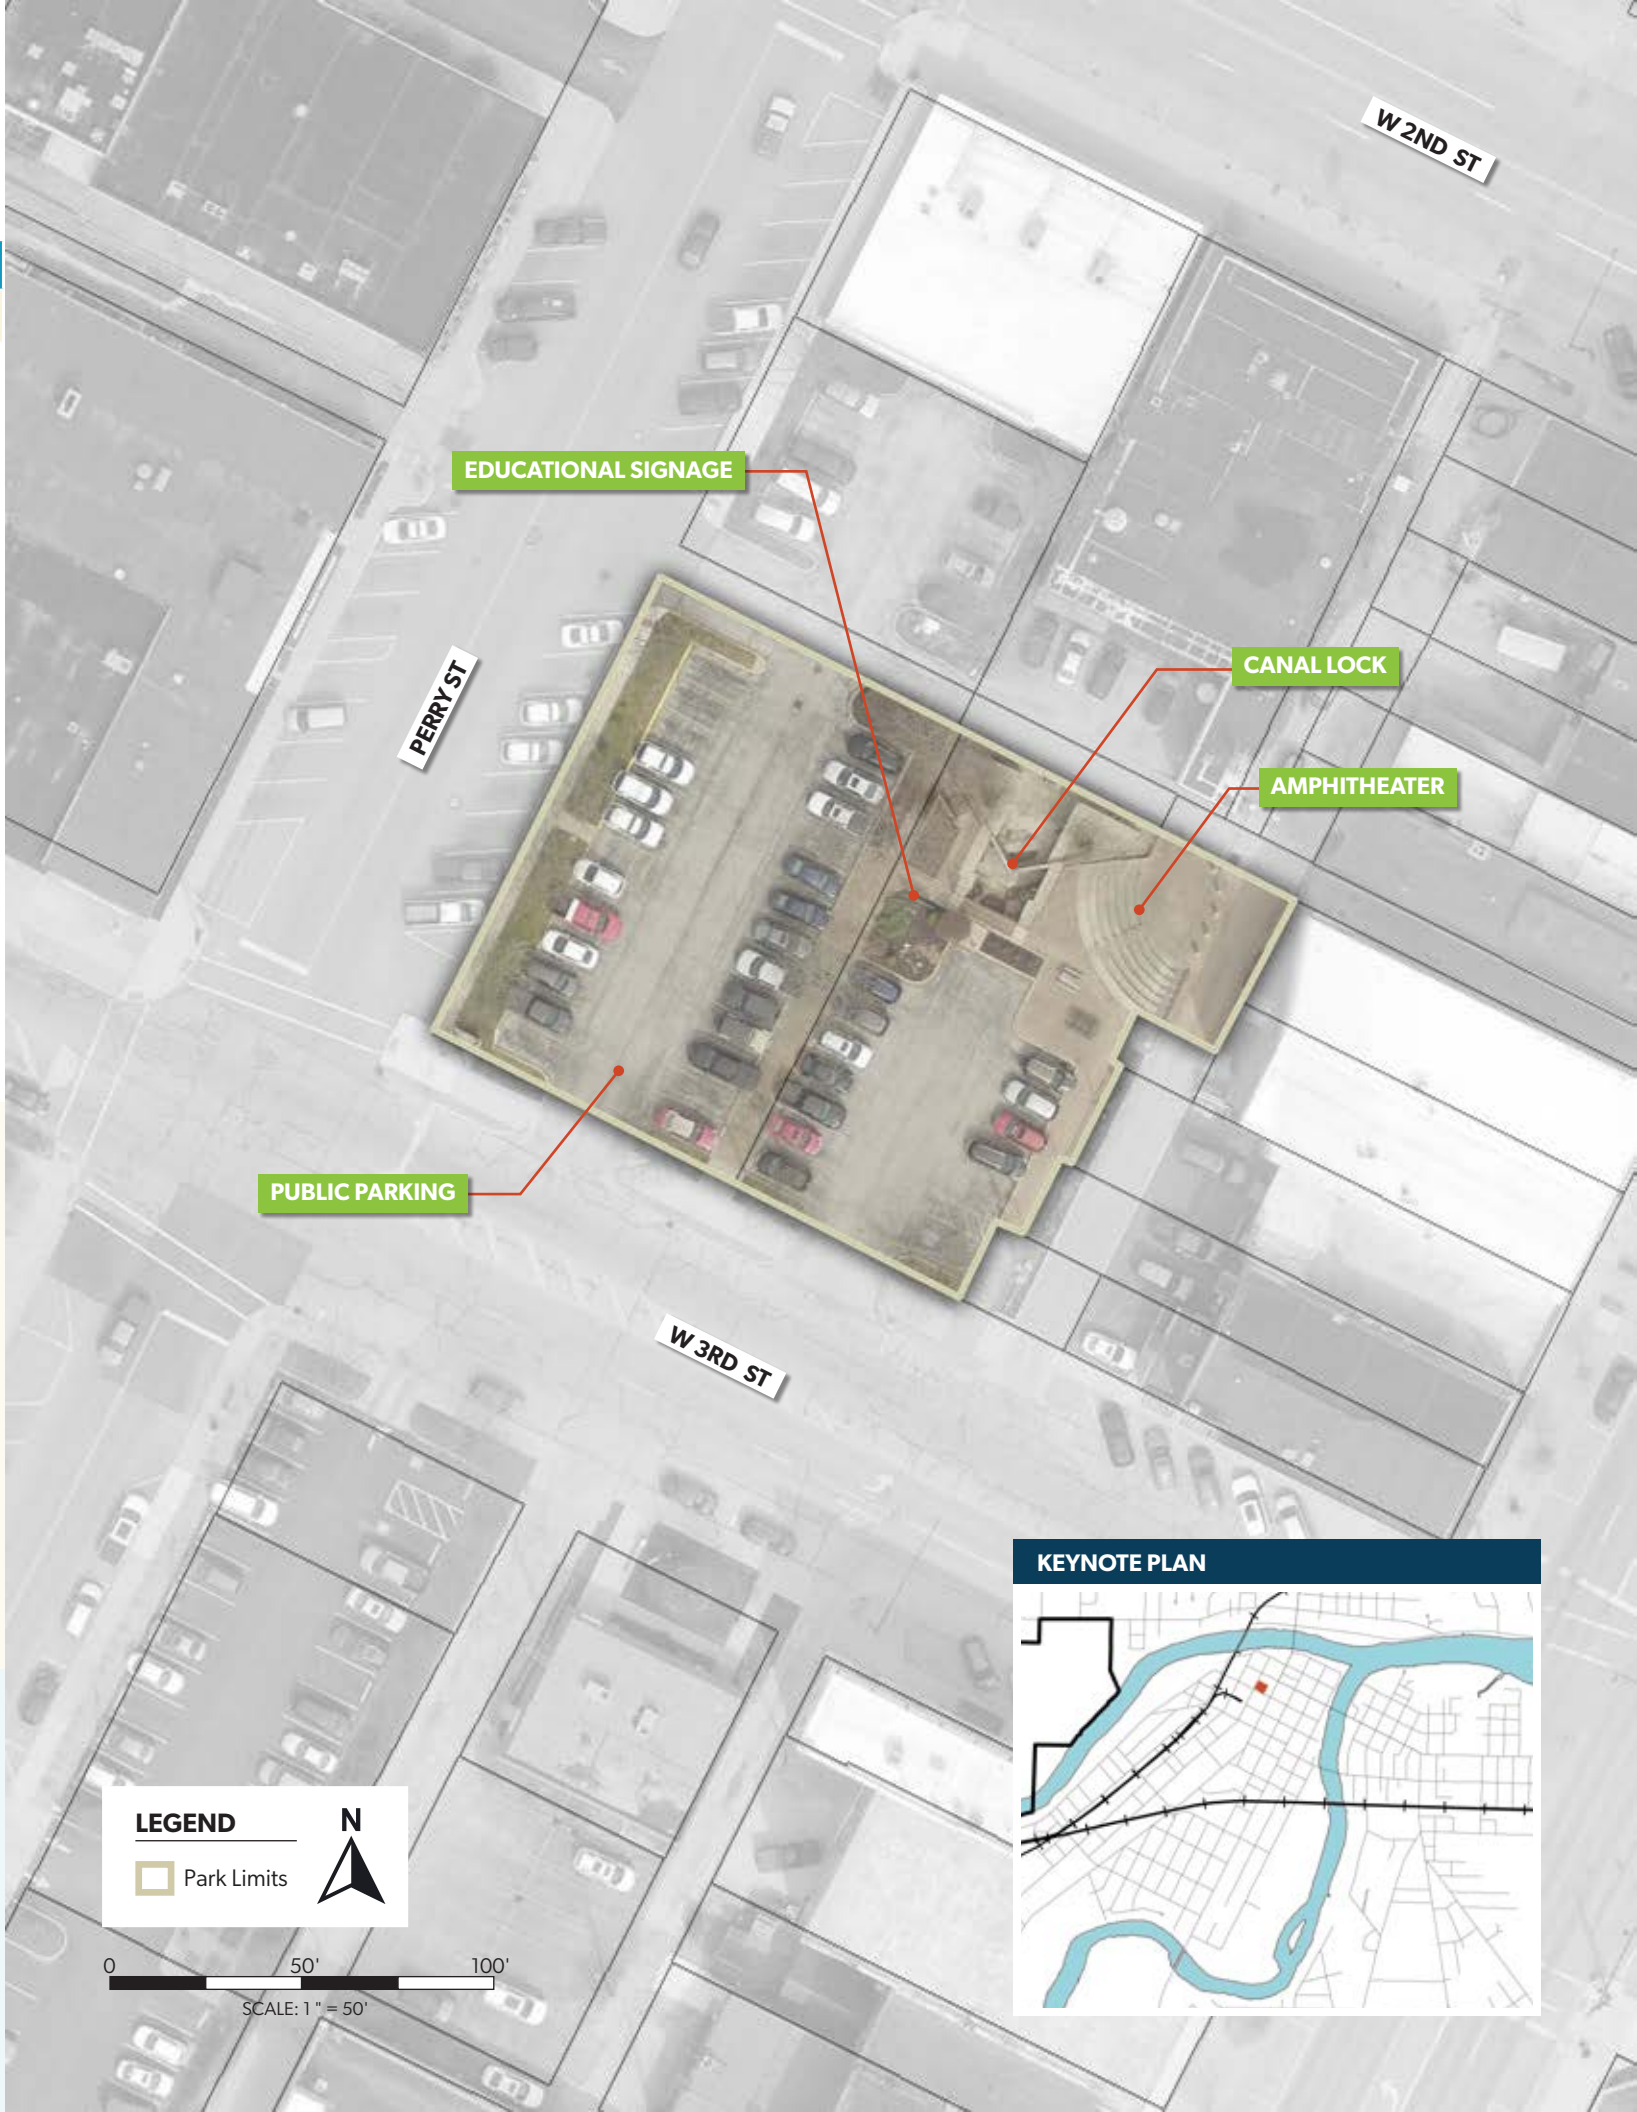 W 2ND ST
EDUCATIONAL SIGNAGE
CANAL LOCK
PERRY ST
AMPHITHEATER
PUBLIC PARKING
W 3RD ST
KEYNOTE PLAN
LEGEND
N
Park Limits
0 50' 100'
SCALE: 1 " = 50'